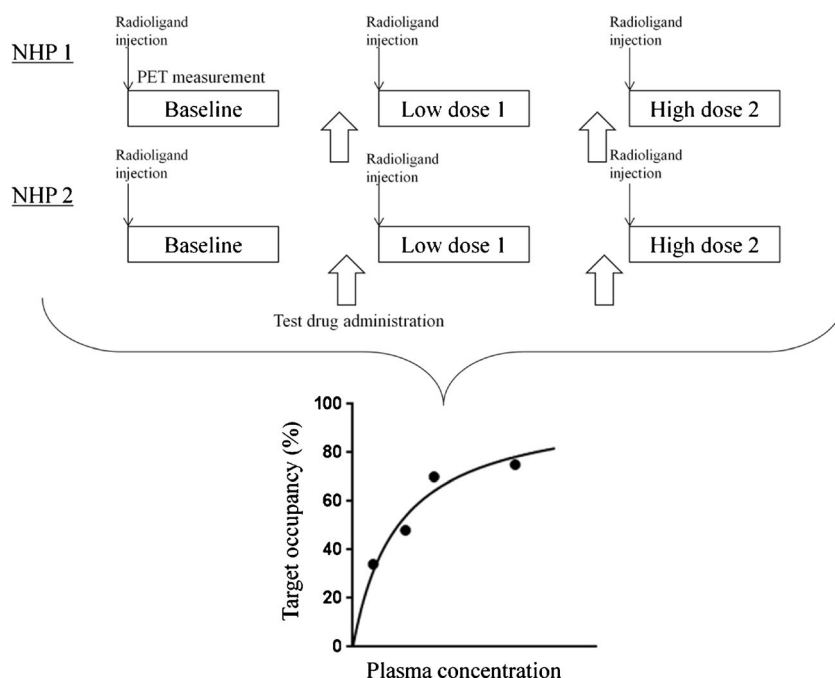 Radioligand
injection
Radioligand
injection
Radioligand
injection
NHP 1
PET measurement
Baseline
Low dose 1
High dose 2
Radioligand
injection
Radioligand
injection
Radioligand
injection
NHP 2
Baseline
Low dose 1
High dose 2
Test drug administration
100
80
60
40
20
0
Target occupancy (%)
Plasma concentration